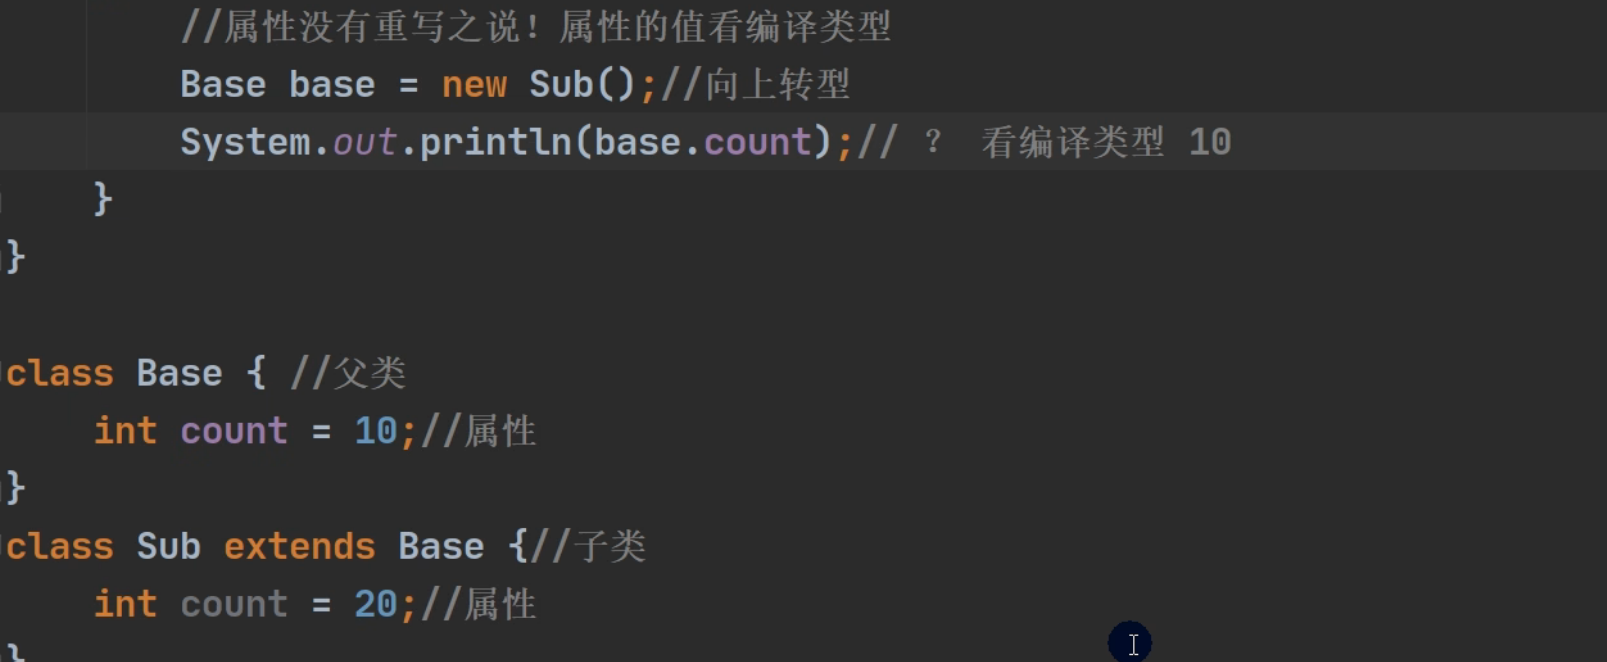 //属性没有重写之说！属性的值看编译类型
Base base = new Sub();//向上转型
System.out.println(base.count);// ？ 看编译类型 10
}
}
class Base { //父类
int count = 10;//属性
}
class Sub extends Base {//子类
int count = 20;//属性
}